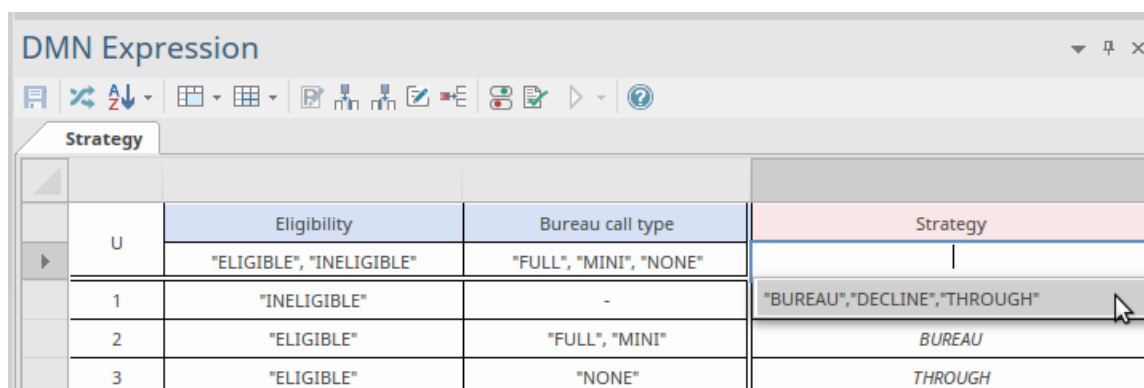 DMN Expression
Strategy
U Eligibility Bureau call type Strategy
"ELIGIBLE", "INELIGIBLE" "FULL", "MINI", "NONE"
1 "INELIGIBLE" - "BUREAU","DECLINE","THROUGH"
2 "ELIGIBLE" "FULL", "MINI" BUREAU
3 "ELIGIBLE" "NONE" THROUGH